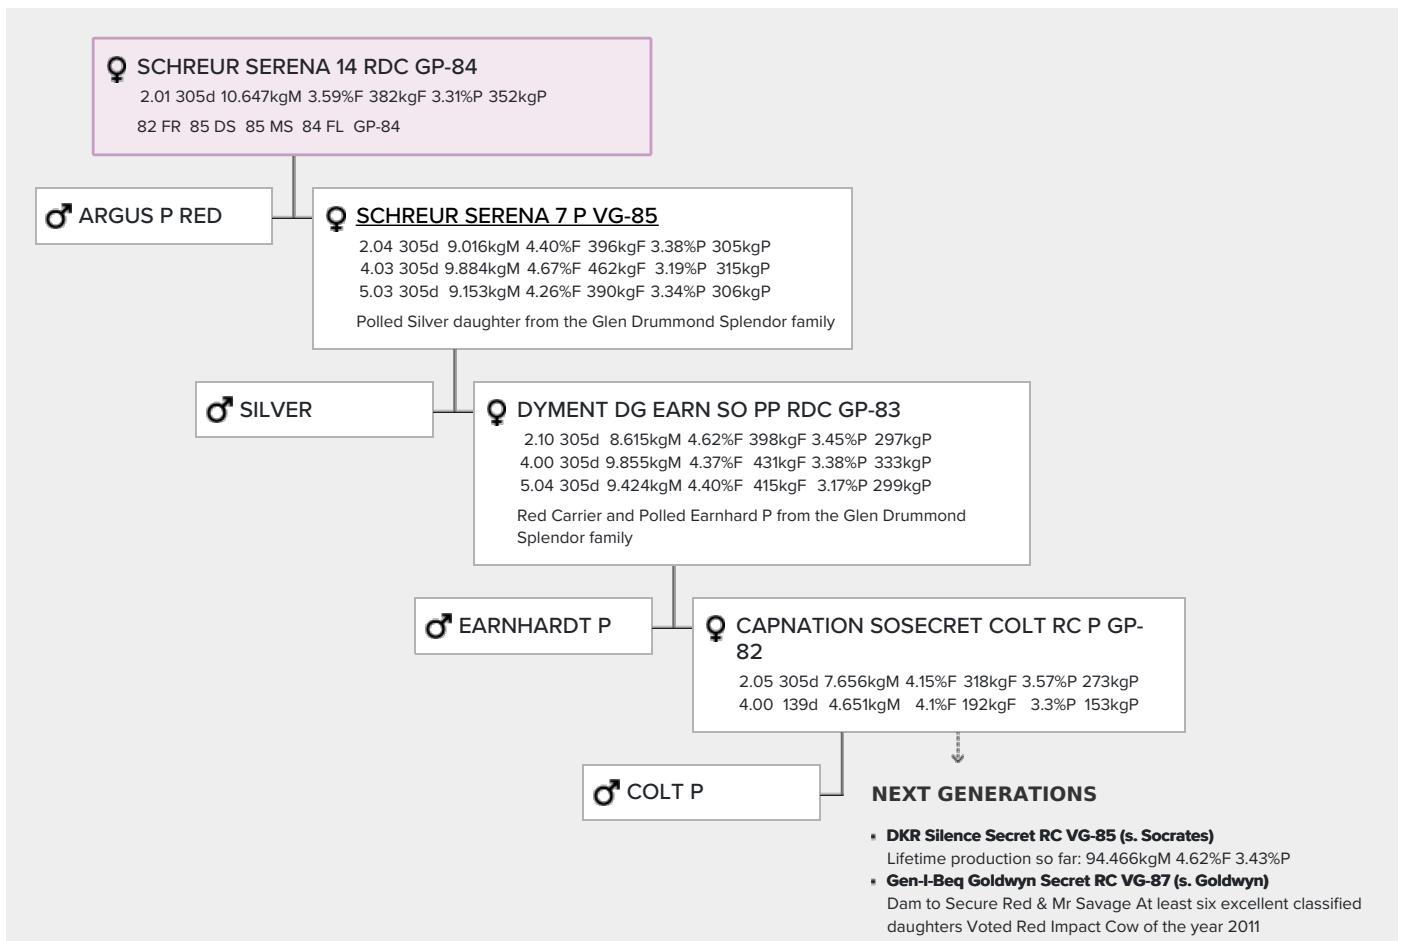 SCHREUR SERENA 14 RDC GP-84
2.01 305d 10.647kgM 3.59%F 382kgF 3.31%P 352kgP
82 FR 85 DS 85 MS 84 FL GP-84
ARGUS P RED
SCHREUR SERENA 7 P VG-85
2.04 305d 9.016kgM 4.40%F 396kgF 3.38%P 305kgP
4.03 305d 9.884kgM 4.67%F 462kgF 3.19%P 315kgP
5.03 305d 9.153kgM 4.26%F 390kgF 3.34%P 306kgP
Polled Silver daughter from the Glen Drummond Splendor family
SILVER
DYMENT DG EARN SO PP RDC GP-83
2.10 305d 8.615kgM 4.62%F 398kgF 3.45%P 297kgP
4.00 305d 9.855kgM 4.37%F 431kgF 3.38%P 333kgP
5.04 305d 9.424kgM 4.40%F 415kgF 3.17%P 299kgP
Red Carrier and Polled Earnhard P from the Glen Drummond
Splendor family
EARNHARDT P
CAPNATION SOSECRET COLT RC P GP-
82
2.05 305d 7.656kgM 4.15%F 318kgF 3.57%P 273kgP
4.00 139d 4.651kgM 4.1%F 192kgF 3.3%P 153kgP
COLT P
NEXT GENERATIONS
DKR Silence Secret RC VG-85 (s. Socrates)
Lifetime production so far: 94.466kgM 4.62%F 3.43%P
Gen-I-Beq Goldwyn Secret RC VG-87 (s. Goldwyn)
Dam to Secure Red & Mr Savage At least six excellent classified
daughters Voted Red Impact Cow of the year 2011